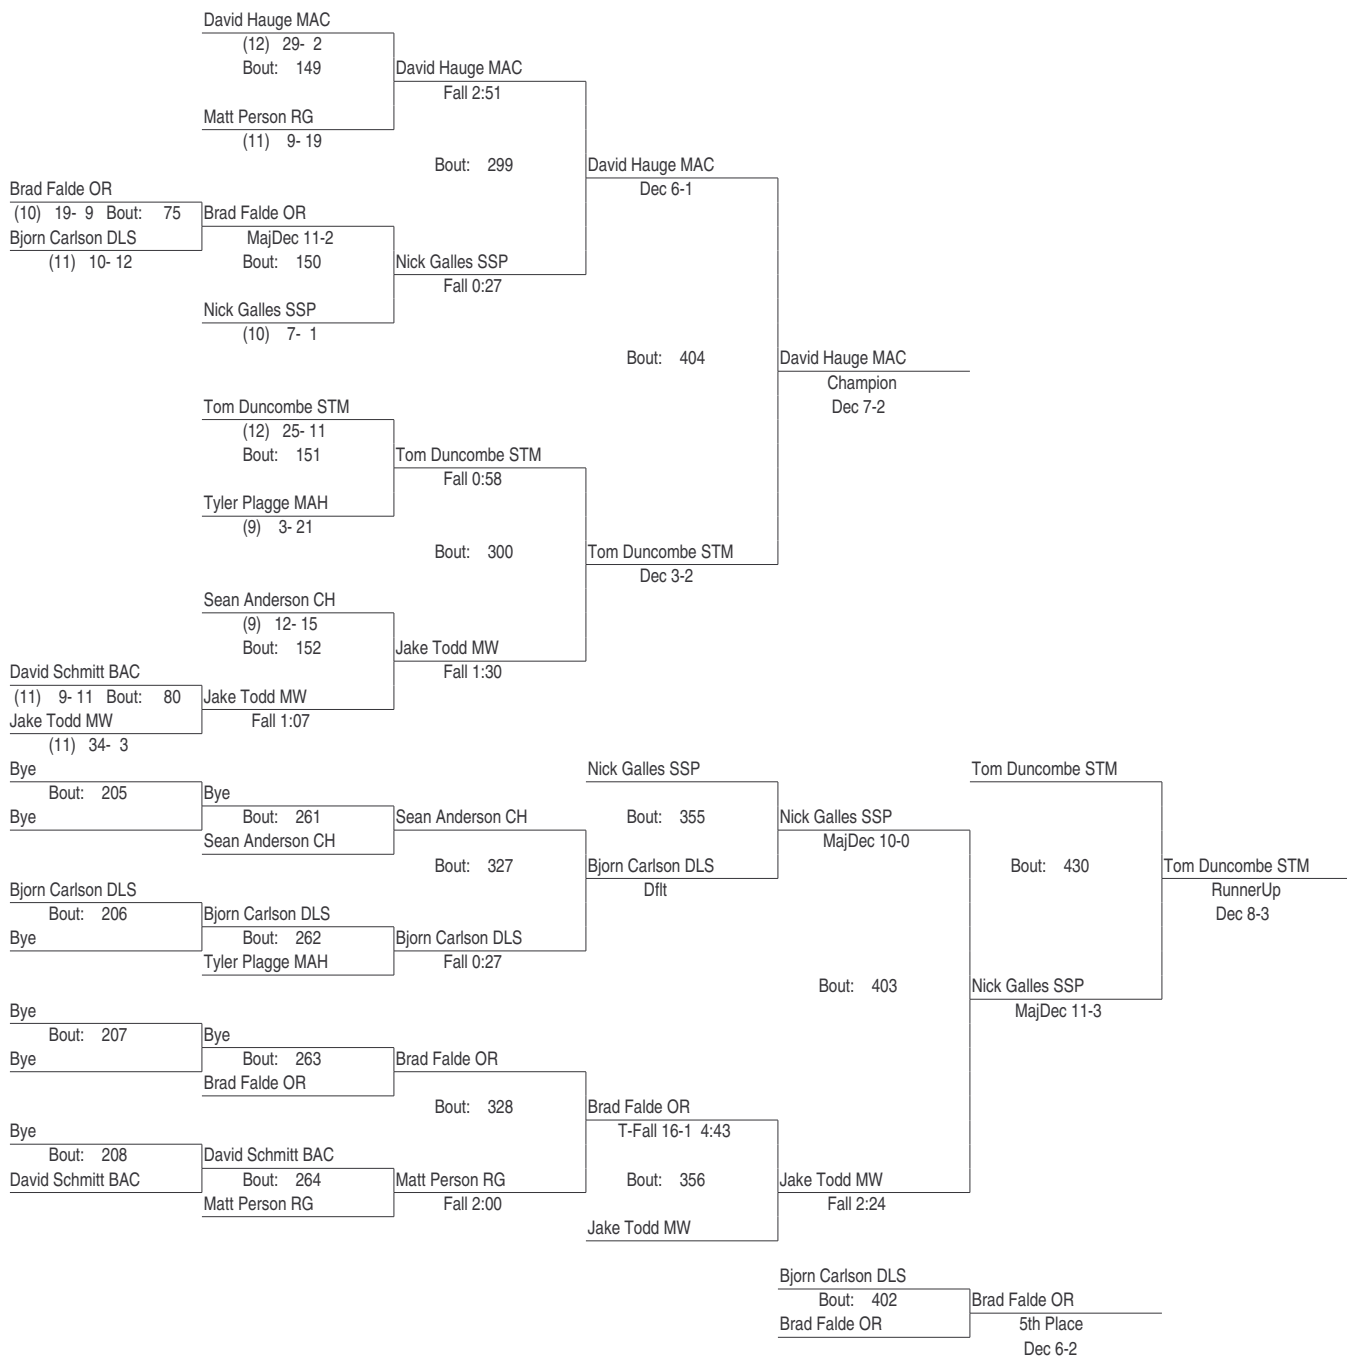 David Hauge MAC
(12) 29- 2
Bout: 149
David Hauge MAC
Fall 2:51
Matt Person RG
(11) 9- 19
Bout: 299
David Hauge MAC
Dec 6-1
Brad Falde OR
(10) 19- 9 Bout: 75
Brad Falde OR
Bjorn Carlson DLS
MajDec 11-2
(11) 10- 12
Bout: 150
Nick Galles SSP
Fall 0:27
Nick Galles SSP
(10) 7- 1
Bout: 404
David Hauge MAC
Champion
Dec 7-2
Tom Duncombe STM
(12) 25- 11
Bout: 151
Tom Duncombe STM
Fall 0:58
Tyler Plagge MAH
(9) 3- 21
Bout: 300
Tom Duncombe STM
Dec 3-2
Sean Anderson CH
(9) 12- 15
Bout: 152
Jake Todd MW
Fall 1:30
David Schmitt BAC
(11) 9- 11 Bout: 80
Jake Todd MW
Jake Todd MW
Fall 1:07
(11) 34- 3
Bye
Nick Galles SSP
Tom Duncombe STM
Bout: 205
Bye
Bye
Bout: 261
Sean Anderson CH
Bout: 355
Nick Galles SSP
Sean Anderson CH
MajDec 10-0
Bout: 327
Bjorn Carlson DLS
Bout: 430
Tom Duncombe STM
Bjorn Carlson DLS
Dflt
RunnerUp
Bout: 206
Bjorn Carlson DLS
Dec 8-3
Bye
Bout: 262
Bjorn Carlson DLS
Tyler Plagge MAH
Fall 0:27
Bout: 403
Nick Galles SSP
Bye
MajDec 11-3
Bout: 207
Bye
Bye
Bout: 263
Brad Falde OR
Brad Falde OR
Bout: 328
Brad Falde OR
Bye
T-Fall 16-1 4:43
Bout: 208
David Schmitt BAC
David Schmitt BAC
Bout: 264
Matt Person RG
Bout: 356
Jake Todd MW
Matt Person RG
Fall 2:00
Fall 2:24
Jake Todd MW
Bjorn Carlson DLS
Bout: 402
Brad Falde OR
Brad Falde OR
5th Place
Dec 6-2